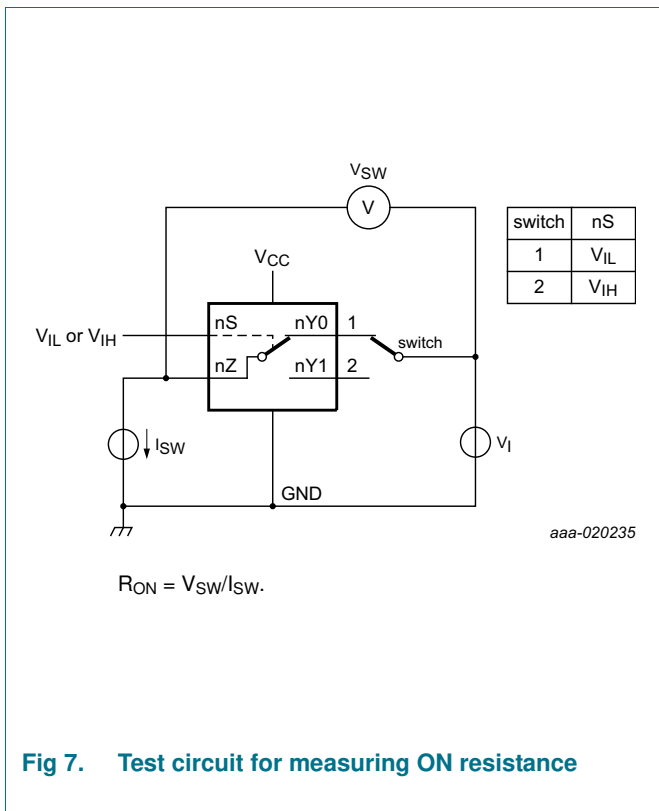 VSW
V
switch nS
1 VIL
2 VIH
VCC
VIL or VIH
nS nY0 1
switch
nZ nY1 2
ISW
VI
GND
aaa-020235
RON = VSW/ISW.
Fig 7. Test circuit for measuring ON resistance